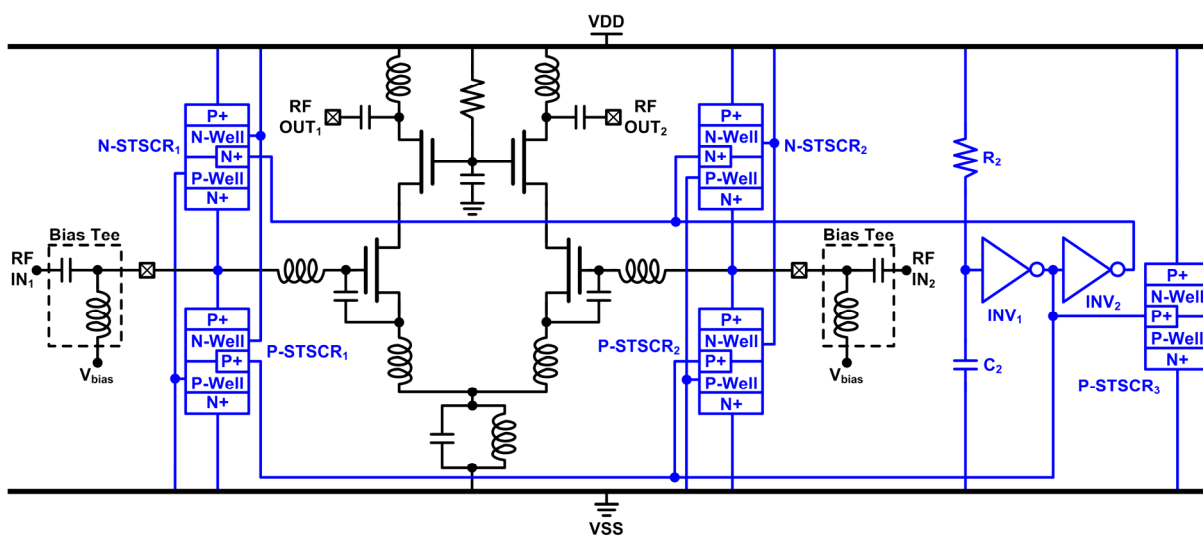 VDD
P+
N-Well
N+
P-Well
N+
N-STSCR₁
RF
OUT₁
RF
OUT₂
P+
N-Well
N+
P-Well
N+
N-STSCR₂
R₂
Bias Tee
RF
IN₁
Vbias
Bias Tee
RF
IN₂
Vbias
P+
N-Well
P+
P-Well
N+
P-STSCR₁
P+
N-Well
P+
P-Well
N+
P-STSCR₂
INV₁
INV₂
C₂
P+
N-Well
P+
P-Well
N+
P-STSCR₃
VSS